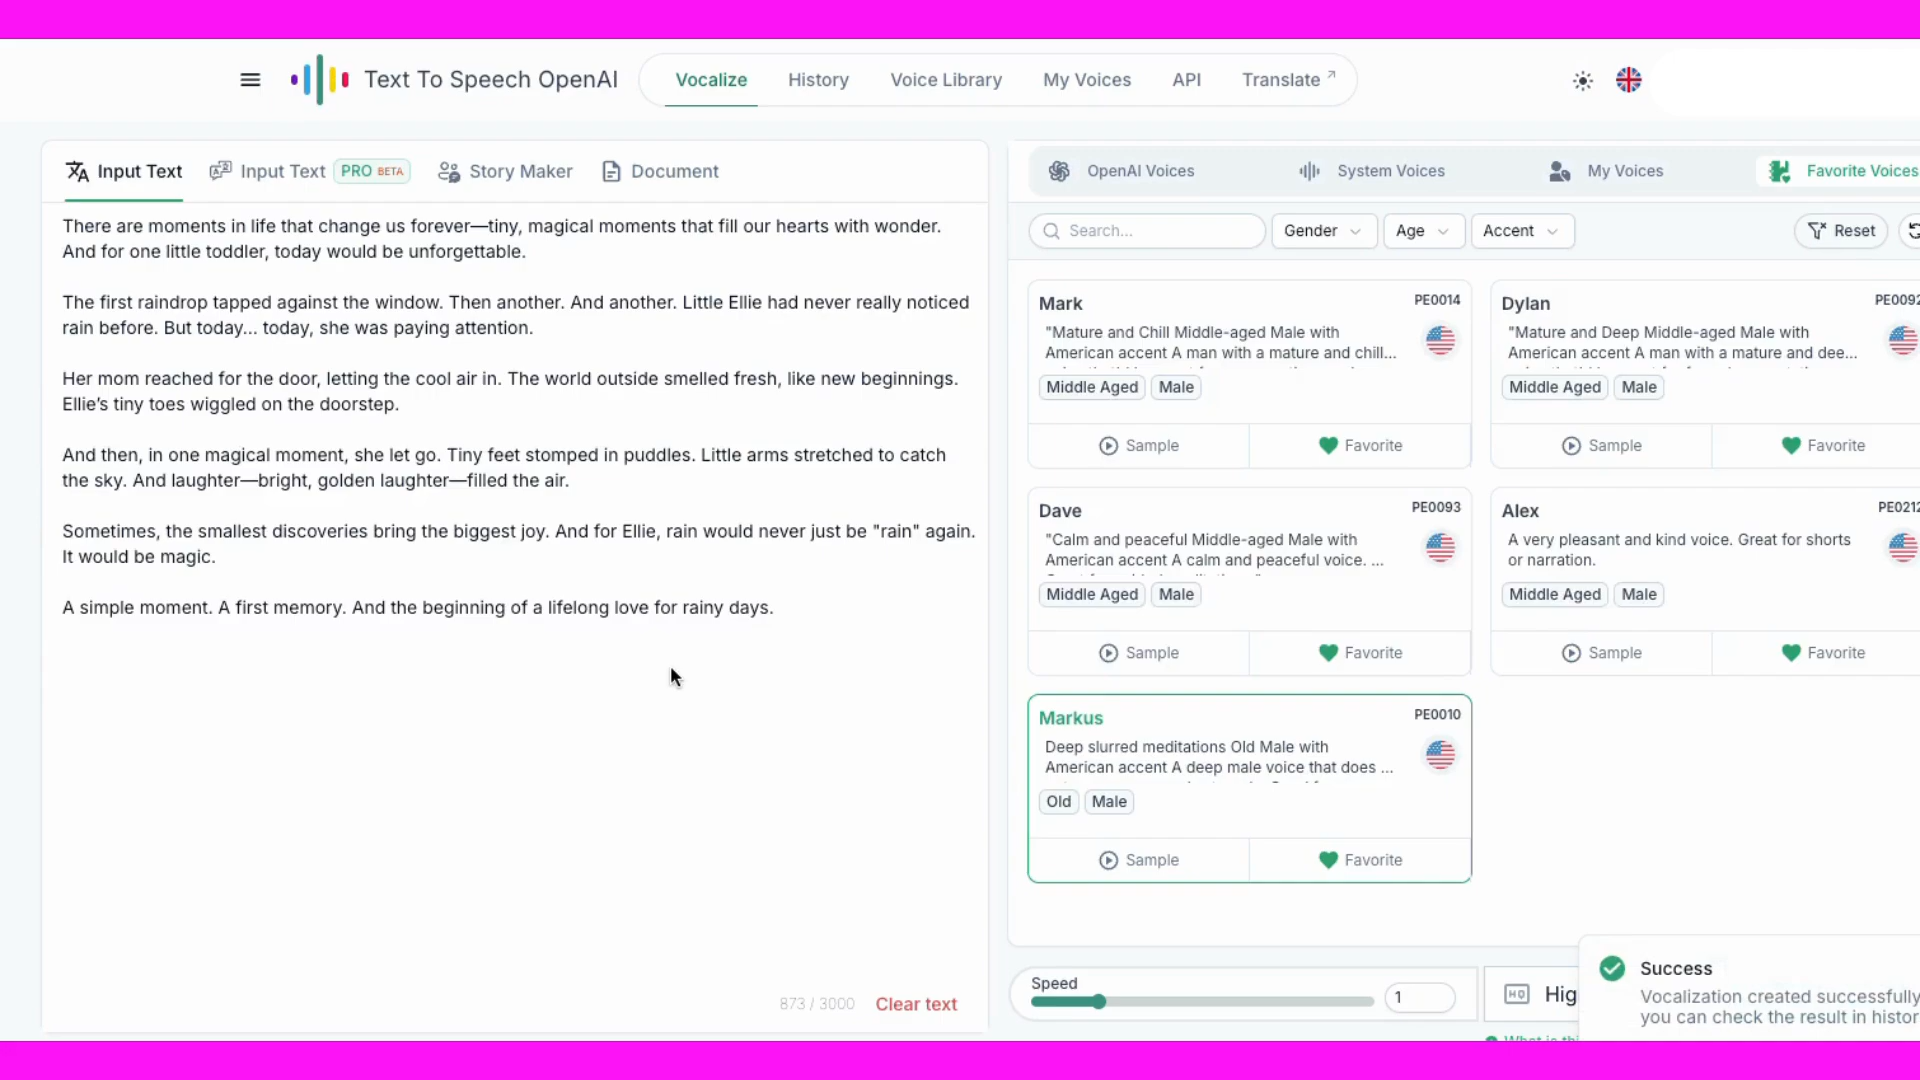 Text To Speech OpenAI
Vocalize
History
Voice Library
My Voices
API
Translate
Input Text
Input Text PRO BETA
Story Maker
Document
There are moments in life that change us forever—tiny, magical moments that fill our hearts with wonder.
And for one little toddler, today would be unforgettable.
The first raindrop tapped against the window. Then another. And another. Little Ellie had never really noticed
rain before. But today... today, she was paying attention.
Her mom reached for the door, letting the cool air in. The world outside smelled fresh, like new beginnings.
Ellie's tiny toes wiggled on the doorstep.
And then, in one magical moment, she let go. Tiny feet stomped in puddles. Little arms stretched to catch
the sky. And laughter—bright, golden laughter—filled the air.
Sometimes, the smallest discoveries bring the biggest joy. And for Ellie, rain would never just be "rain" again.
It would be magic.
A simple moment. A first memory. And the beginning of a lifelong love for rainy days.
873 / 3000
Clear text
OpenAI Voices
System Voices
My Voices
Favorite Voices
Search...
Gender
Age
Accent
Reset
Mark
PE0014
"Mature and Chill Middle-aged Male with
American accent A man with a mature and chill...
Middle Aged
Male
Sample
Favorite
Dylan
PE0092
"Mature and Deep Middle-aged Male with
American accent A man with a mature and dee...
Middle Aged
Male
Sample
Favorite
Dave
PE0093
"Calm and peaceful Middle-aged Male with
American accent A calm and peaceful voice. ...
Middle Aged
Male
Sample
Favorite
Alex
PE0212
A very pleasant and kind voice. Great for shorts
or narration.
Middle Aged
Male
Sample
Favorite
Markus
PE0010
Deep slurred meditations Old Male with
American accent A deep male voice that does ...
Old
Male
Sample
Favorite
Speed
1
HQ
Hig
Success
Vocalization created successfully
you can check the result in histor